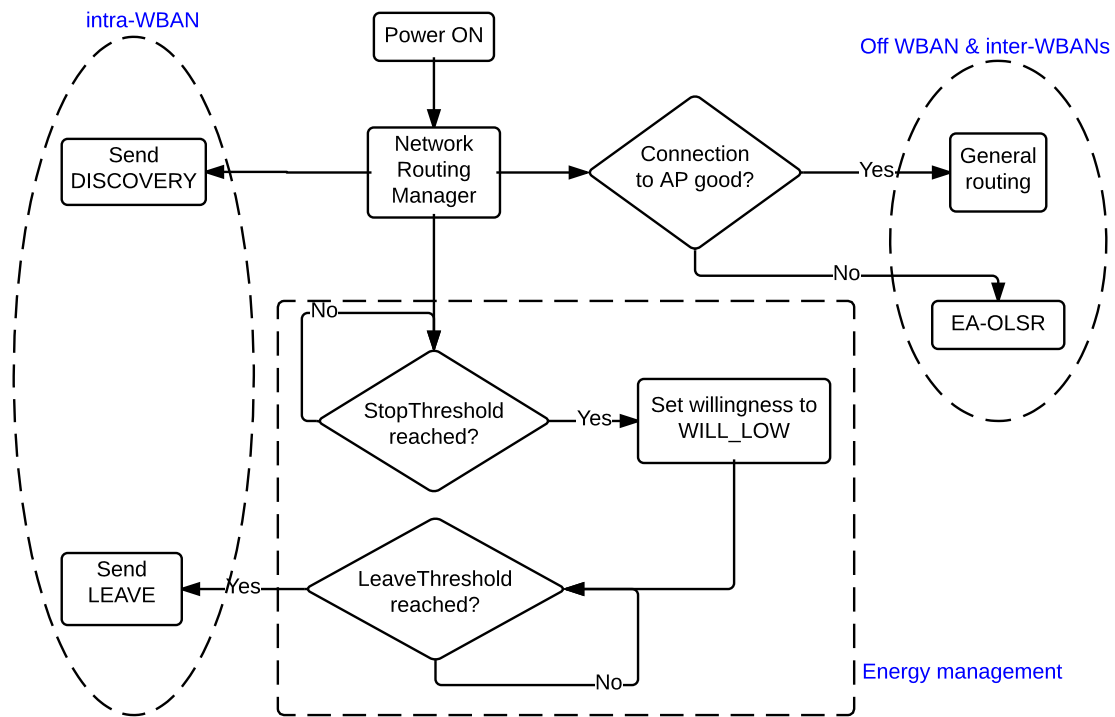 intra-WBAN
Power ON
Off WBAN & inter-WBANs
Send
DISCOVERY
Network
Routing
Manager
Connection
to AP good?
Yes
General
routing
No
EA-OLSR
No
StopThreshold
reached?
Yes
Set willingness to
WILL_LOW
Send
LEAVE
Yes
LeaveThreshold
reached?
No
Energy management